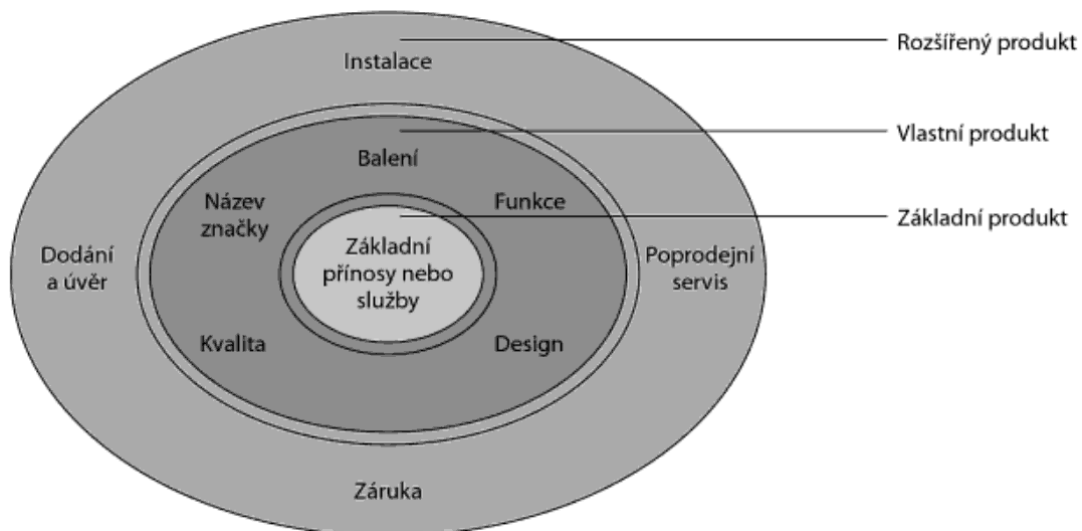 Rozšířený produkt
Instalace
Vlastní produkt
Balení
Název
značky
Funkce
Základní produkt
Základní
přínosy nebo
služby
Dodání
a úvěr
Poprodejní
servis
Kvalita
Design
Záruka